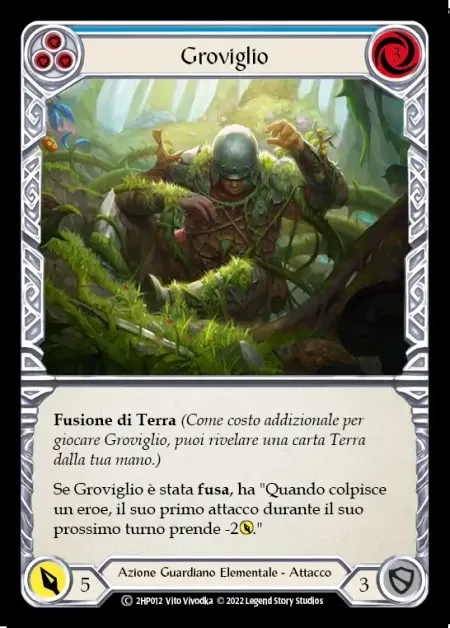 Groviglio
3
Fusione di Terra (Come costo addizionale per
giocare Groviglio, puoi rivelare una carta Terra
dalla tua mano.)
Se Groviglio è stata fusa, ha "Quando colpisce
un eroe, il suo primo attacco durante il suo
prossimo turno prende -2."
5
Azione Guardiano Elementale - Attacco
3
C 2HP012 Vito Vivodka © 2022 Legend Story Studios